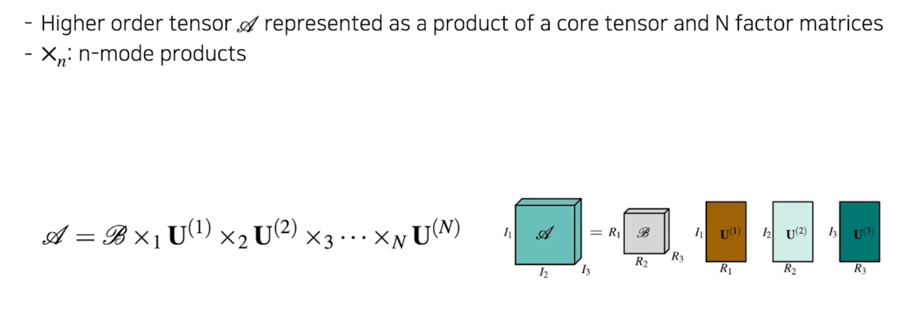 - Higher order tensor 𝒜 represented as a product of a core tensor and N factor matrices
- ×ₙ: n-mode products
𝒜 = ℬ ×₁ U⁽¹⁾ ×₂ U⁽²⁾ ×₃ ⋯ ×_N U⁽ᴺ⁾
I₁ 𝒜 I₂ I₃ = R₁ ℬ R₂ R₃ I₁ U⁽¹⁾ R₁ I₂ U⁽²⁾ R₂ I₃ U⁽³⁾ R₃